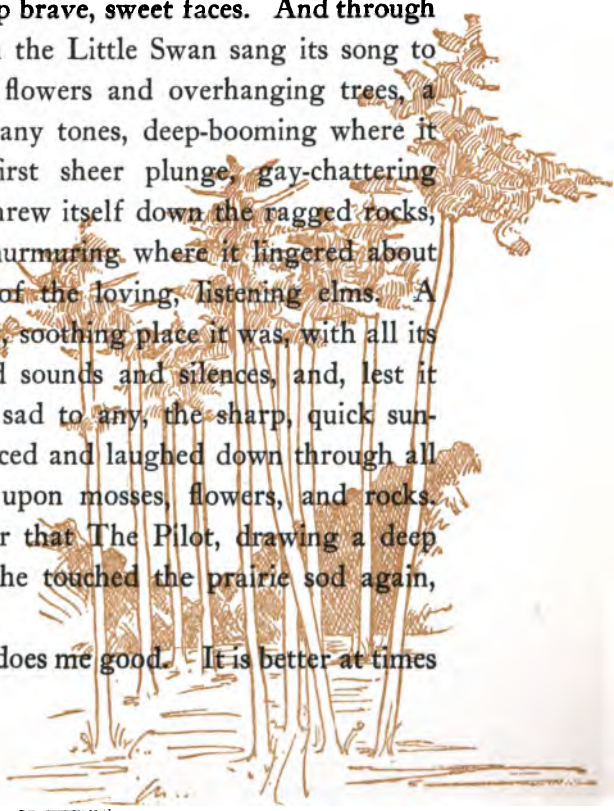 brave, sweet faces. And through
the Little Swan sang its song to
flowers and overhanging trees, a
any tones, deep-booming where it
irst sheer plunge, gay-chattering
hrew itself down the ragged rocks,
nurmuring where it lingered about
of the loving, listening elms. A
, soothing place it was, with all its
sounds and silences, and, lest it
sad to any, the sharp, quick sun-
ced and laughed down through all
upon mosses, flowers, and rocks.
r that The Pilot, drawing a deep
he touched the prairie sod again,
does me good. It is better at times